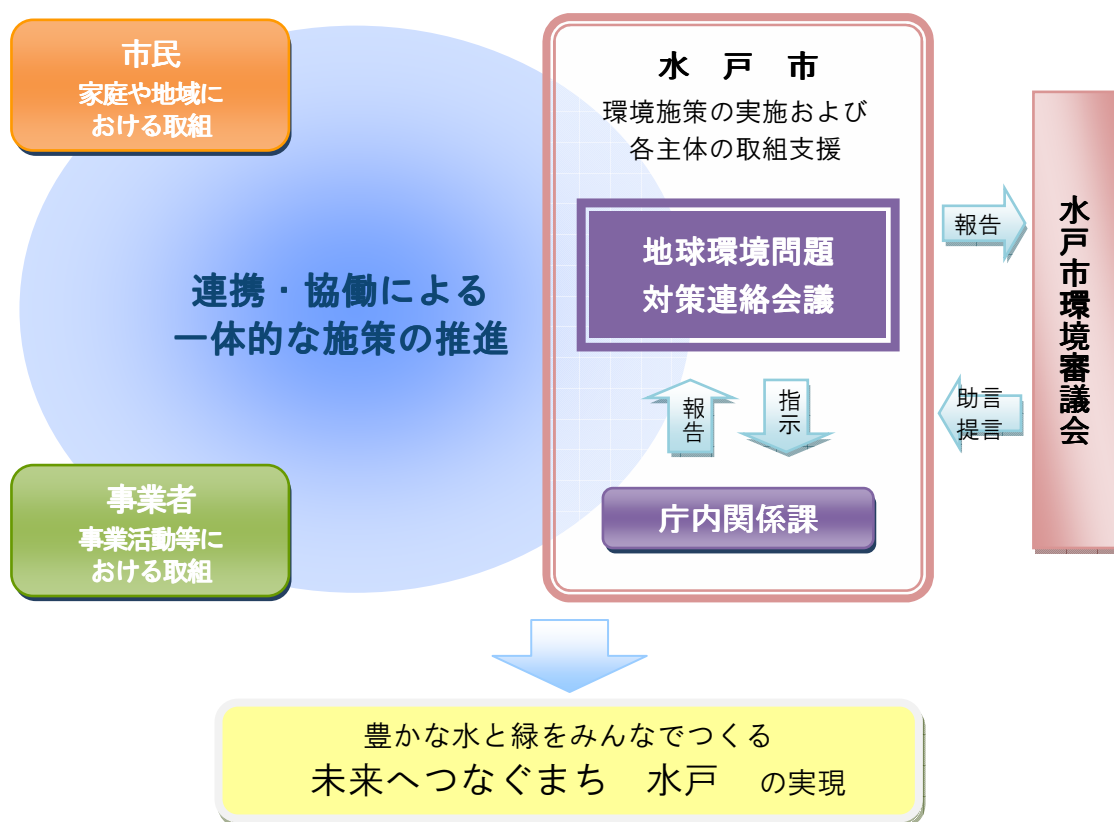 市民
家庭や地域に
おける取組
水戸市
環境施策の実施および
各主体の取組支援
地球環境問題
対策連絡会議
報告
指示
庁内関係課
報告
助言
提言
水戸市環境審議会
連携・協働による
一体的な施策の推進
事業者
事業活動等に
おける取組
豊かな水と緑をみんなでつくる
未来へつなぐまち 水戸 の実現